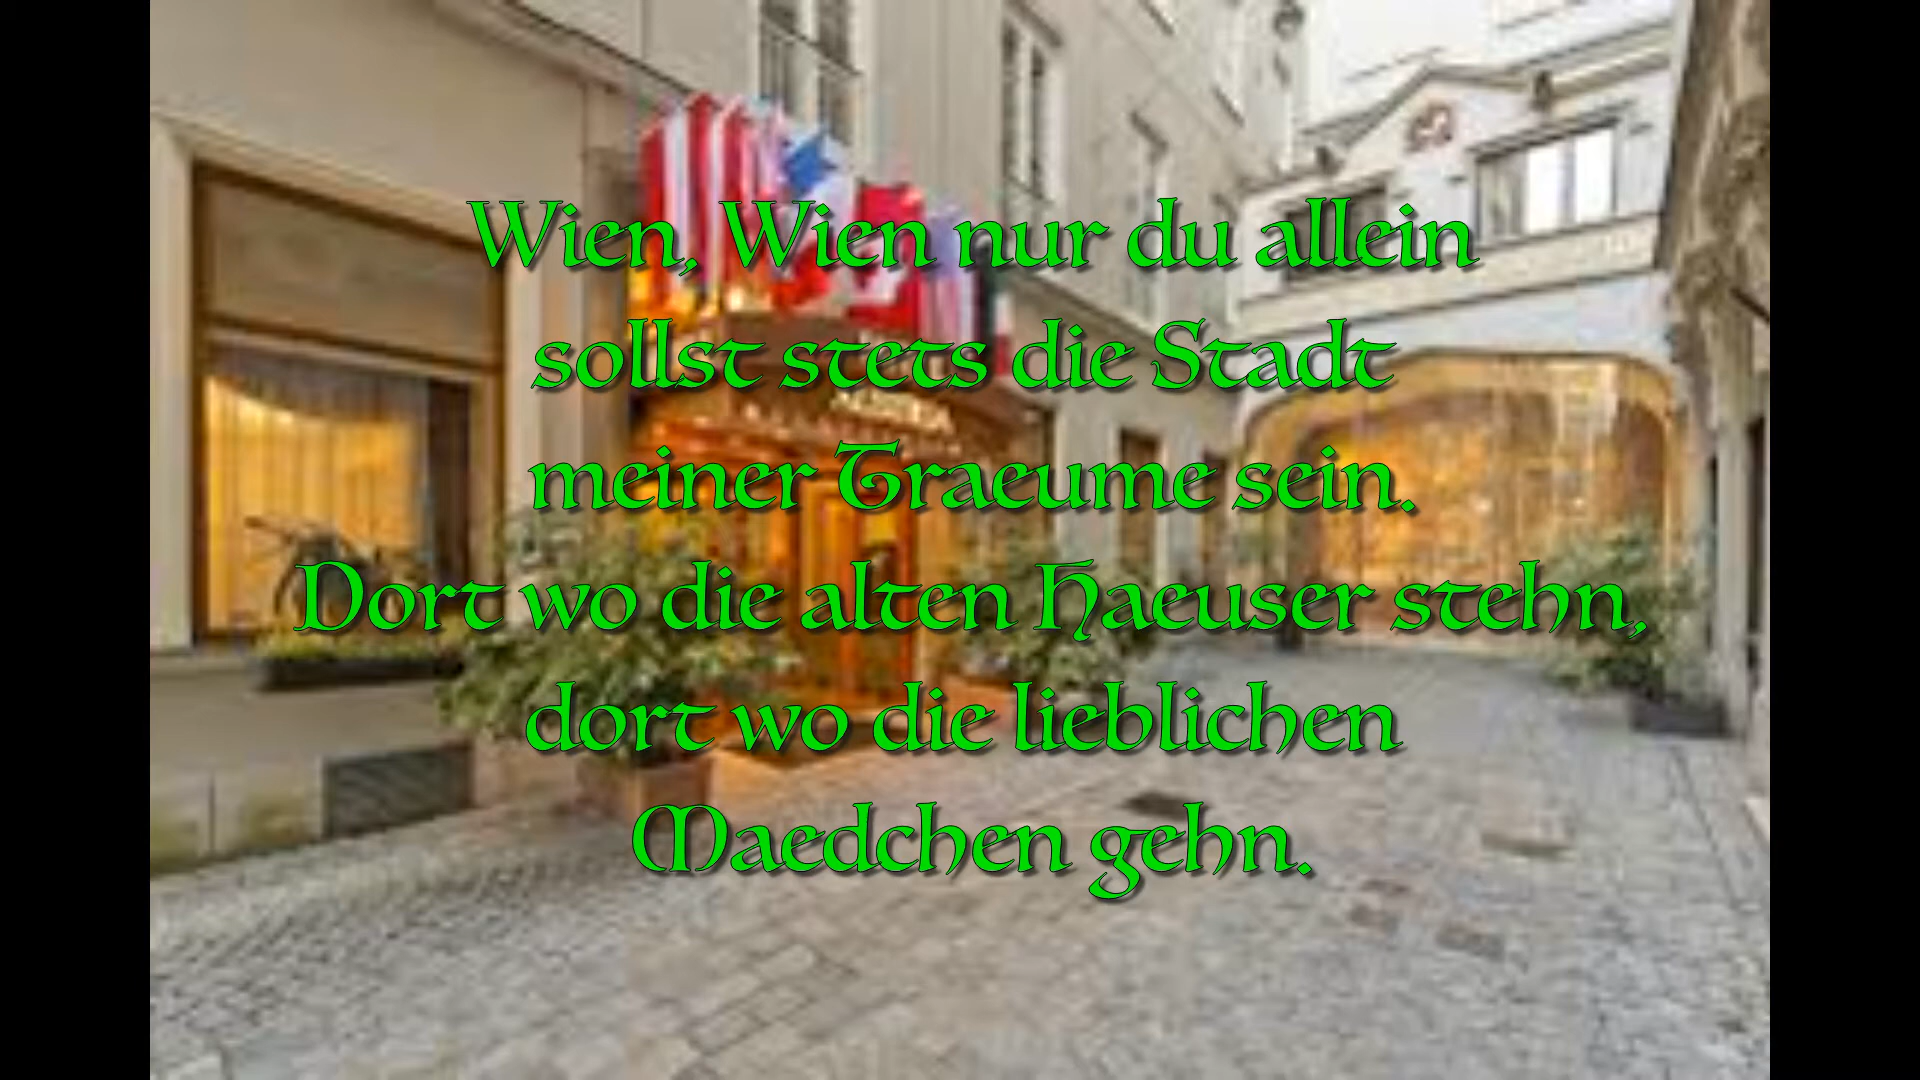 Wien, Wien nur du allein
sollst stets die Stadt
meiner Traeume sein.
Dort wo die alten Haeuser stehn,
dort wo die lieblichen
Maedchen gehn.